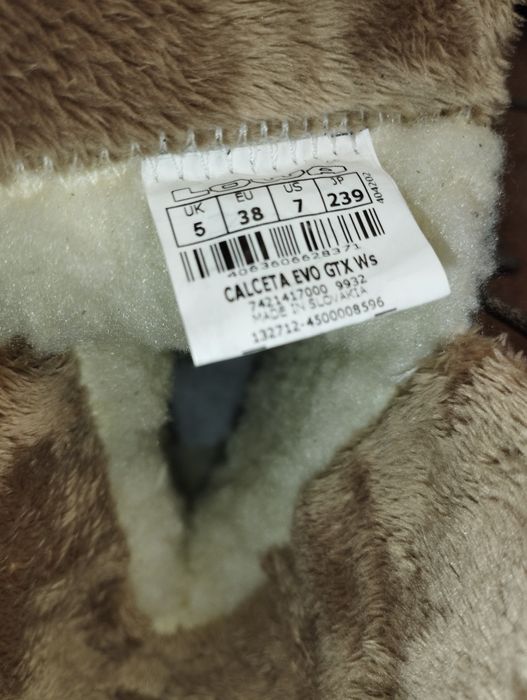 LOWA
UK EU US JP
5 38 7 239
404202
4063606628371
CALCETA EVO GTX Ws
7421417000 9932
MADE IN SLOVAKIA
132712-4500008596